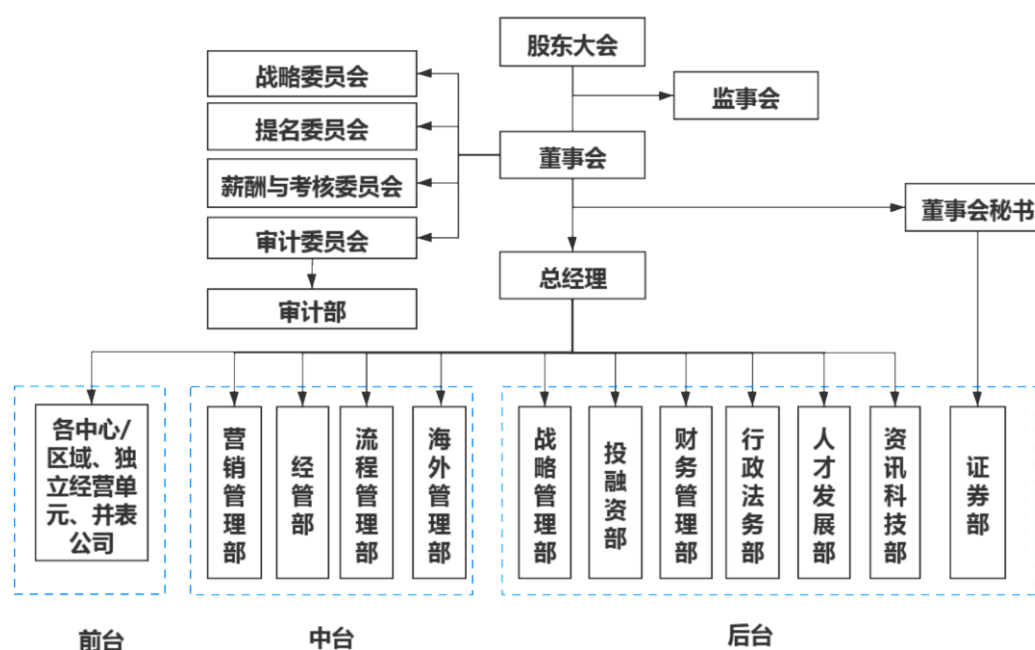 股东大会
战略委员会
监事会
提名委员会
董事会
薪酬与考核委员会
董事会秘书
审计委员会
总经理
审计部
各中心/
区域、独
立经营单
元、并表
公司
营销管理部
经管部
流程管理部
海外管理部
战略管理部
投融资部
财务管理部
行政法务部
人才发展部
资讯科技部
证券部
前台
中台
后台